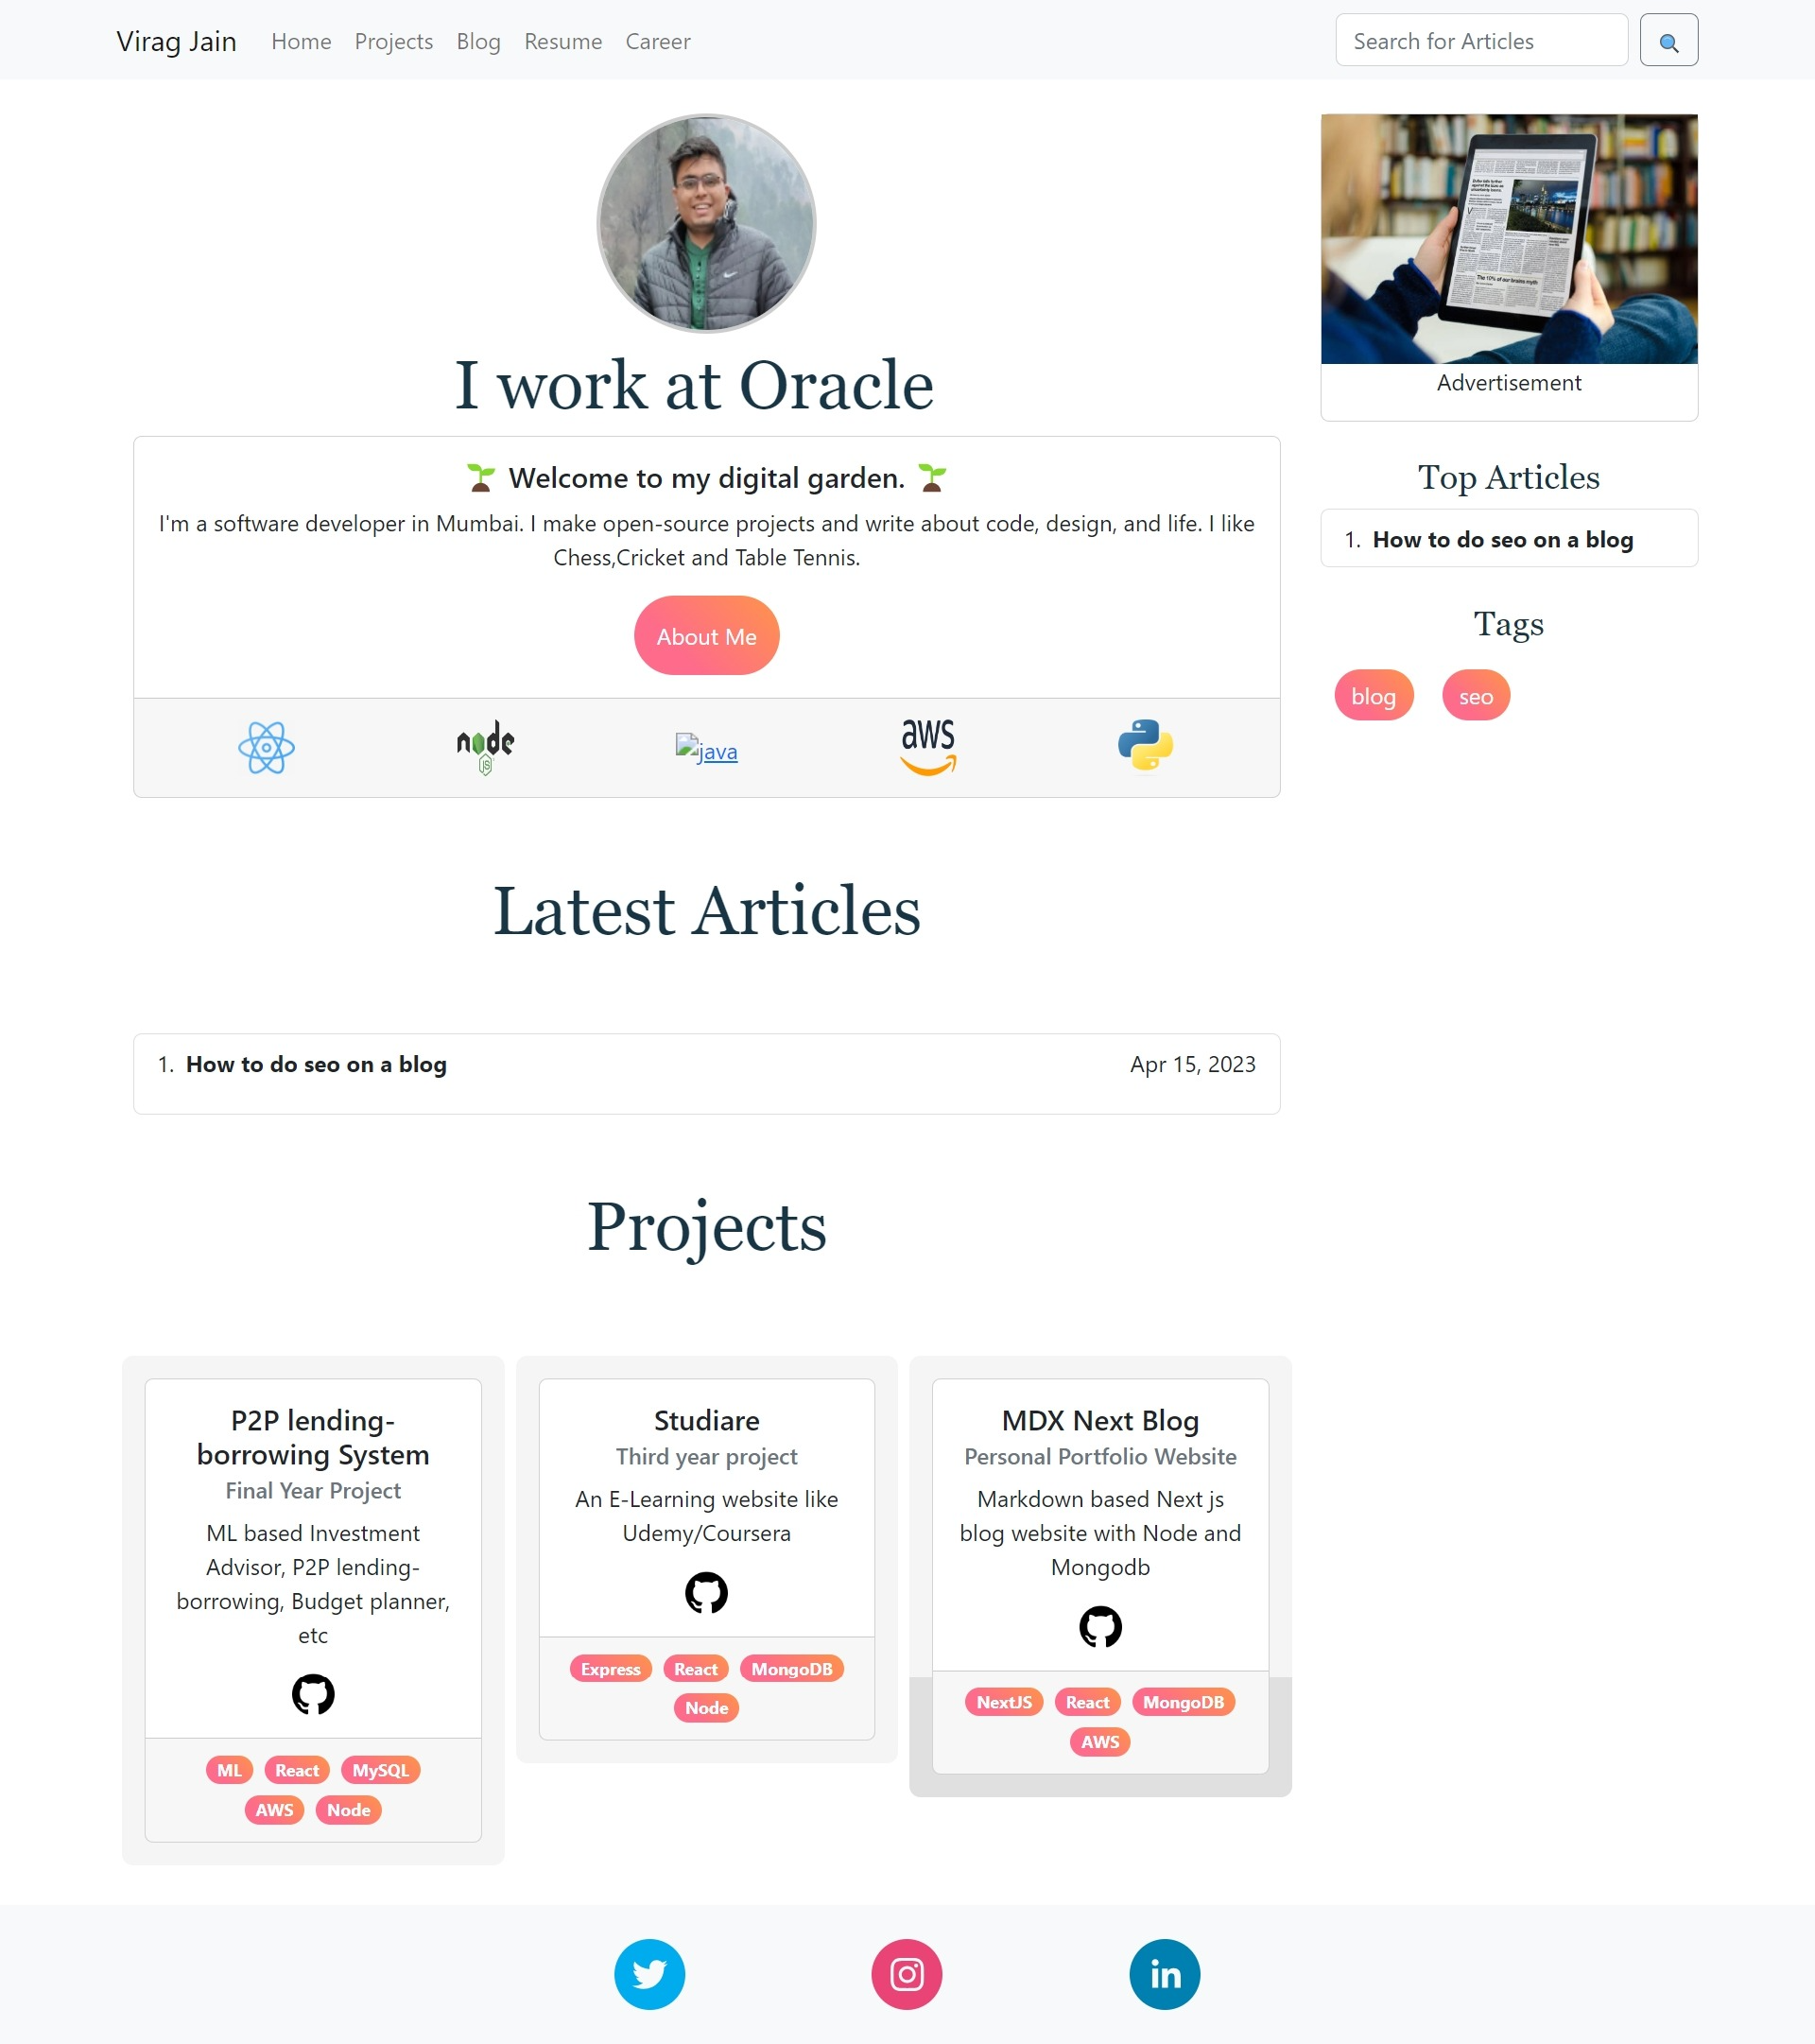 Virag Jain Home Projects Blog Resume Career Search for Articles
I work at Oracle
🌱 Welcome to my digital garden. 🌱
I'm a software developer in Mumbai. I make open-source projects and write about code, design, and life. I like
Chess,Cricket and Table Tennis.
About Me
node
JS
java
aws
Advertisement
Top Articles
1. How to do seo on a blog
Tags
blog seo
Latest Articles
1. How to do seo on a blog Apr 15, 2023
Projects
P2P lending-
borrowing System
Final Year Project
ML based Investment
Advisor, P2P lending-
borrowing, Budget planner,
etc
ML React MySQL
AWS Node
Studiare
Third year project
An E-Learning website like
Udemy/Coursera
Express React MongoDB
Node
MDX Next Blog
Personal Portfolio Website
Markdown based Next js
blog website with Node and
Mongodb
NextJS React MongoDB
AWS
in